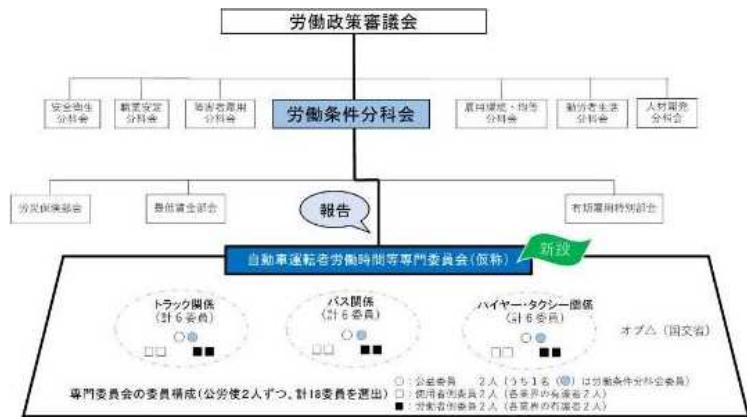 労働政策審議会
安全衛生
分科会
職業安定
分科会
障害者雇用
分科会
労働条件分科会
雇用環境・均等
分科会
勤労者生活
分科会
人材開発
分科会
労災保険部会
最低賃金部会
報告
有期雇用特別部会
自動車運転者労働時間等専門委員会(仮称)
新設
トラック関係
(計6委員)
バス関係
(計6委員)
ハイヤー・タクシー関係
(計6委員)
オブ△(国交省)
専門委員会の委員構成(公労使2人ずつ、計18委員を選出)
○:公益委員 2人(うち1名(●)は労働条件分科会委員)
□:使用者側委員2人(各業界の有識者2人)
■:労働者側委員2人(各業界の有識者2人)